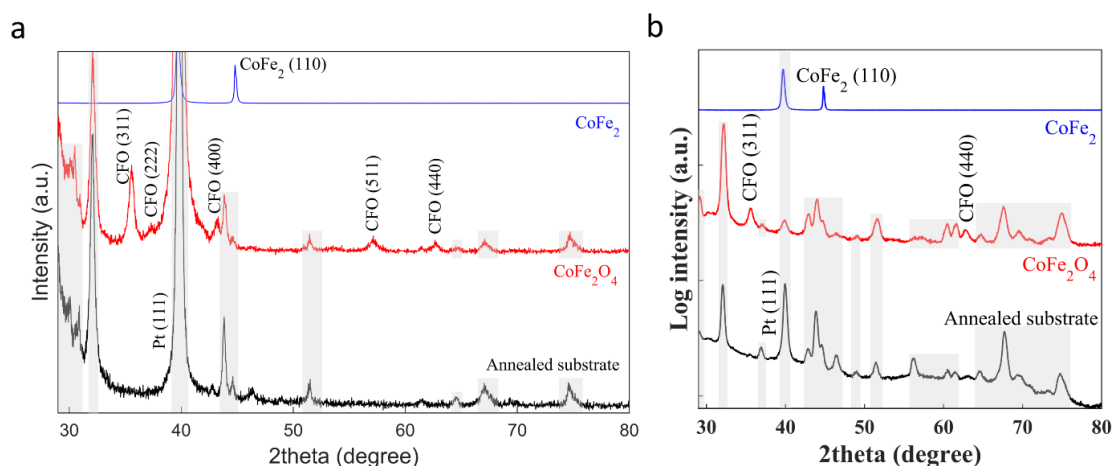 a
CoFe2 (110)
CoFe2
CFO (311)
CFO (222)
CFO (400)
CFO (511)
CFO (440)
CoFe2O4
Pt (111)
Annealed substrate
Intensity (a.u.)
30 40 50 60 70 80
2theta (degree)
b
CoFe2 (110)
CoFe2
CFO (311)
CFO (440)
CoFe2O4
Pt (111)
Annealed substrate
Log intensity (a.u.)
30 40 50 60 70 80
2theta (degree)